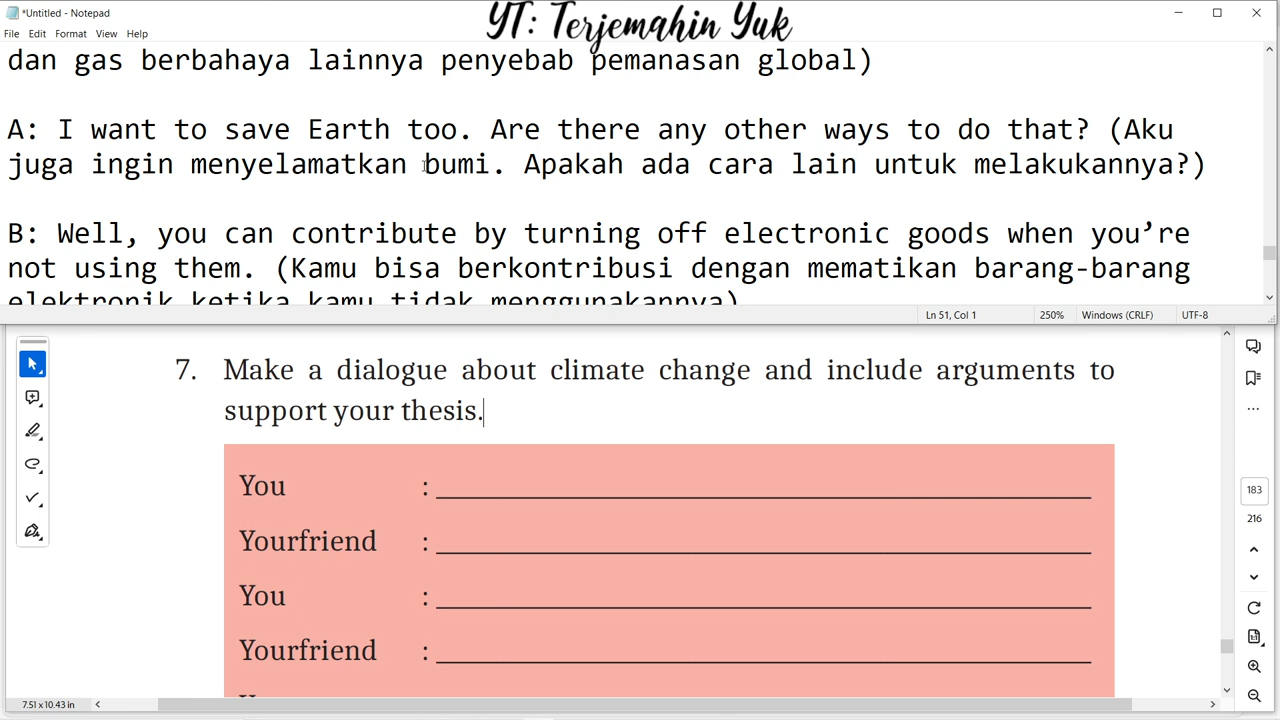 *Untitled - Notepad
YT: Terjemahin Yuk
File Edit Format View Help
dan gas berbahaya lainnya penyebab pemanasan global)
A: I want to save Earth too. Are there any other ways to do that? (Aku
juga ingin menyelamatkan bumi. Apakah ada cara lain untuk melakukannya?)
B: Well, you can contribute by turning off electronic goods when you’re
not using them. (Kamu bisa berkontribusi dengan mematikan barang-barang
elektronik ketika kamu tidak menggunakannya)
Ln 51, Col 1 250% Windows (CRLF) UTF-8
7. Make a dialogue about climate change and include arguments to
support your thesis.
You :
Yourfriend :
You :
Yourfriend :
183
216
7.51 x 10.43 in